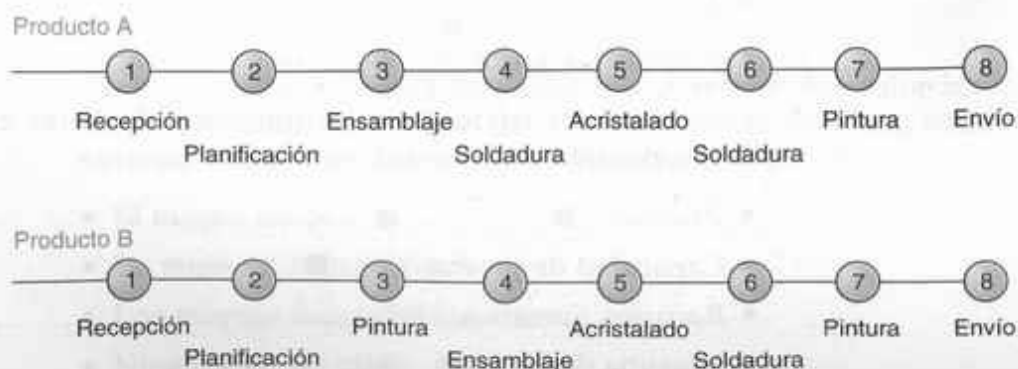 Producto A
1 2 3 4 5 6 7 8
Recepción Ensamblaje Acristalado Pintura Envío
Planificación Soldadura Soldadura
Producto B
1 2 3 4 5 6 7 8
Recepción Pintura Acristalado Pintura Envío
Planificación Ensamblaje Soldadura